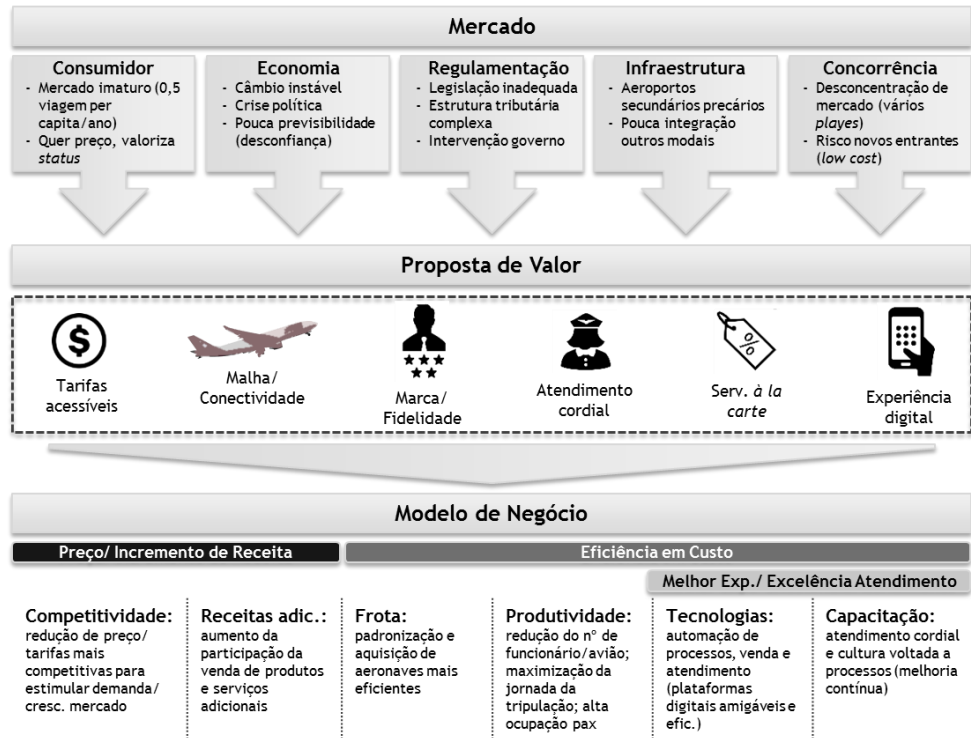 Mercado
Consumidor
- Mercado imaturo (0,5
viagem per
capita/ano)
- Quer preço, valoriza
status
Economia
- Câmbio instável
- Crise política
- Pouca previsibilidade
(desconfiança)
Regulamentação
- Legislação inadequada
- Estrutura tributária
complexa
- Intervenção governo
Infraestrutura
- Aeroportos
secundários precários
- Pouca integração
outros modais
Concorrência
- Desconcentração de
mercado (vários
playes)
- Risco novos entrantes
(low cost)
Proposta de Valor
$
Tarifas
acessíveis
Malha/
Conectividade
Marca/
Fidelidade
Atendimento
cordial
%
Serv. à la
carte
Experiência
digital
Modelo de Negócio
Preço/ Incremento de Receita
Eficiência em Custo
Melhor Exp./ Excelência Atendimento
Competitividade:
redução de preço/
tarifas mais
competitivas para
estimular demanda/
cresc. mercado
Receitas adic.:
aumento da
participação da
venda de produtos
e serviços
adicionais
Frota:
padronização e
aquisição de
aeronaves mais
eficientes
Produtividade:
redução do n° de
funcionário/avião;
maximização da
jornada da
tripulação; alta
ocupação pax
Tecnologias:
automação de
processos, venda e
atendimento
(plataformas
digitais amigáveis e
efic.)
Capacitação:
atendimento cordial
e cultura voltada a
processos (melhoria
contínua)